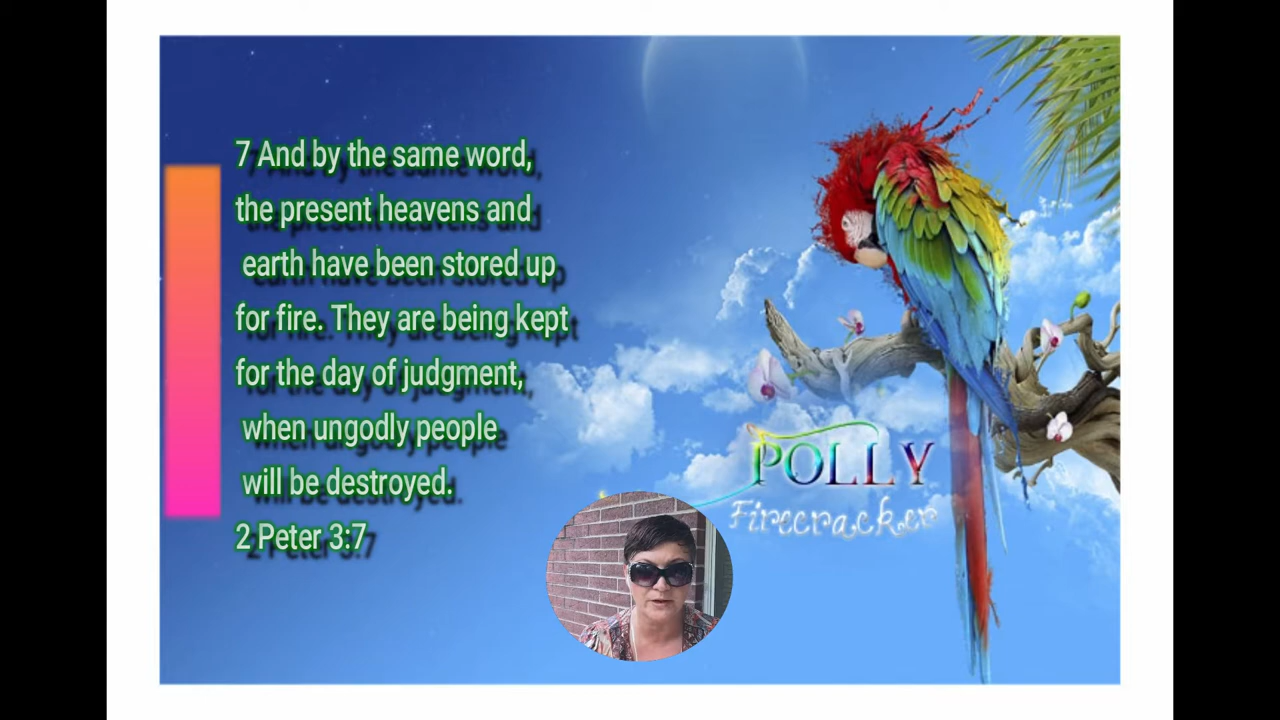 7 And by the same word,
the present heavens and
earth have been stored up
for fire. They are being kept
for the day of judgment,
when ungodly people
will be destroyed.
2 Peter 3:7
POLLY
Firecracker